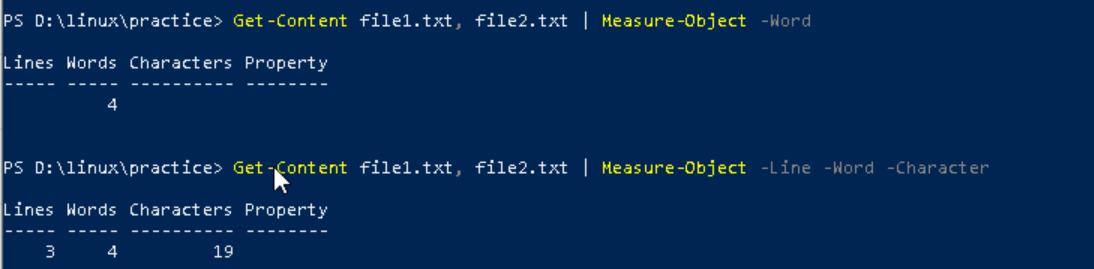 PS D:\linux\practice> Get-Content file1.txt, file2.txt | Measure-Object -Word
Lines Words Characters Property
----- ----- ---------- --------
4
PS D:\linux\practice> Get-Content file1.txt, file2.txt | Measure-Object -Line -Word -Character
Lines Words Characters Property
----- ----- ---------- --------
3 4 19